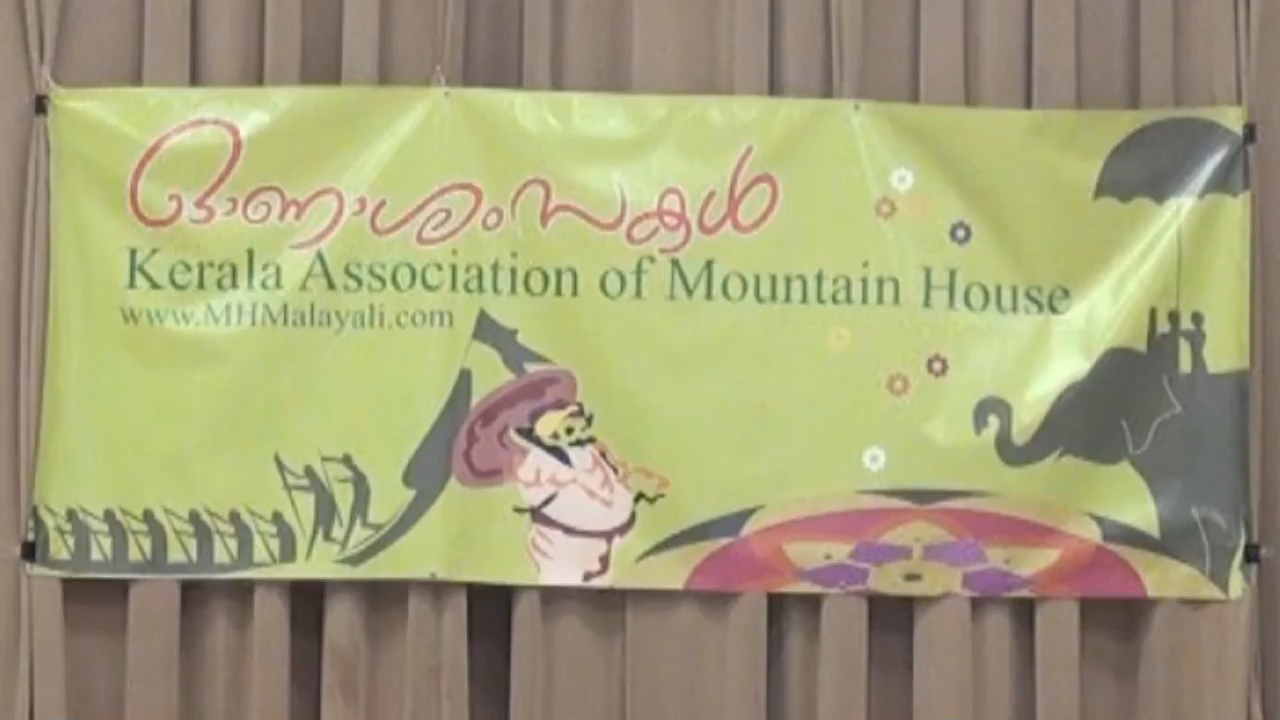 ഓണാശംസകൾ
Kerala Association of Mountain House
www.MHMalayali.com